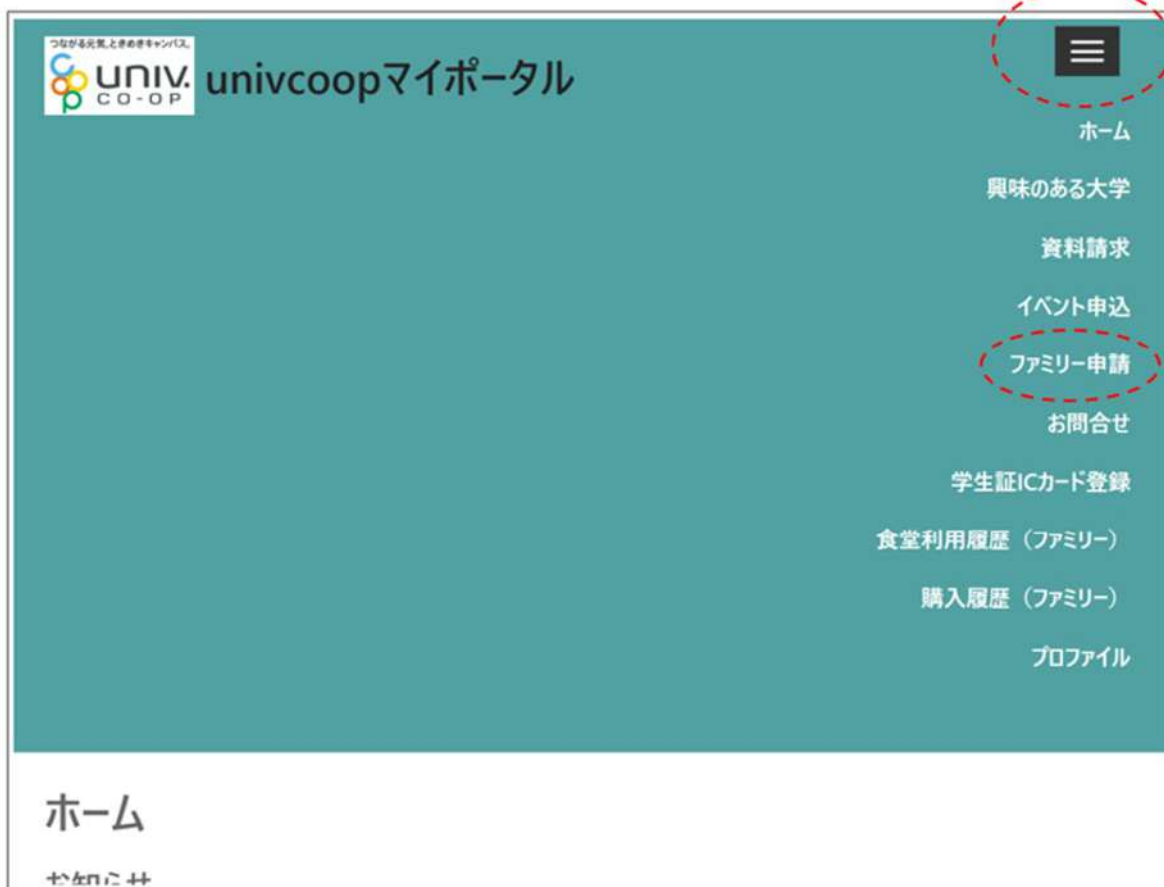 つながる元気、ときめきキャンパス。
univ.
CO-OP
univcoopマイポータル
ホーム
興味のある大学
資料請求
イベント申込
ファミリー申請
お問合せ
学生証ICカード登録
食堂利用履歴（ファミリー）
購入履歴（ファミリー）
プロファイル
ホーム
お知らせ